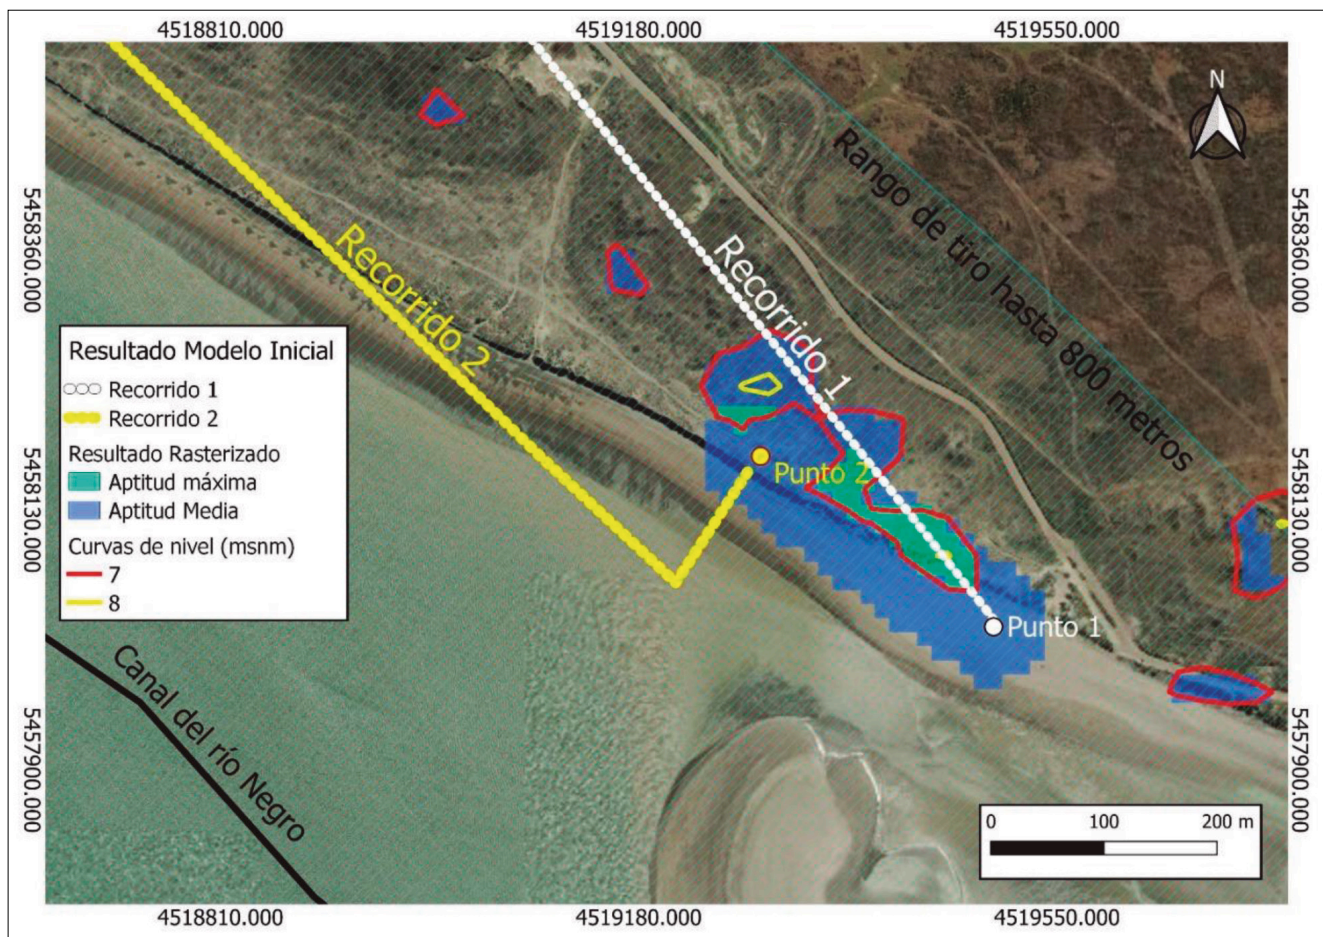 4518810.000 4519180.000 4519550.000
N
Rango de tiro hasta 800 metros
5458360.000
5458360.000
Recorrido 2
Recorrido 1
Resultado Modelo Inicial
Recorrido 1
Recorrido 2
Resultado Rasterizado
Aptitud máxima
Aptitud Media
Curvas de nivel (msnm)
7
8
Punto 2
Punto 1
5458130.000
5458130.000
Canal del río Negro
5457900.000
5457900.000
0 100 200 m
4518810.000 4519180.000 4519550.000